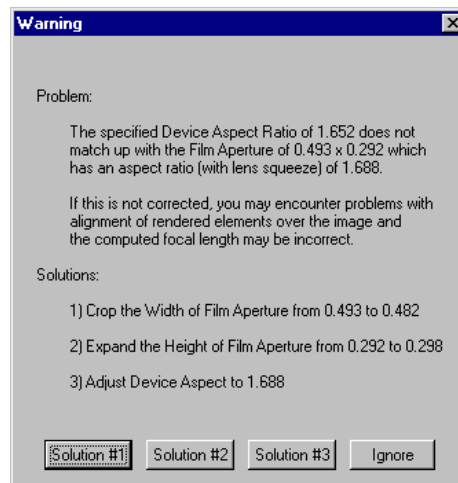 Warning
Problem:
The specified Device Aspect Ratio of 1.652 does not
match up with the Film Aperture of 0.493 x 0.292 which
has an aspect ratio (with lens squeeze) of 1.688.
If this is not corrected, you may encounter problems with
alignment of rendered elements over the image and
the computed focal length may be incorrect.
Solutions:
1) Crop the Width of Film Aperture from 0.493 to 0.482
2) Expand the Height of Film Aperture from 0.292 to 0.298
3) Adjust Device Aspect to 1.688
Solution #1 Solution #2 Solution #3 Ignore